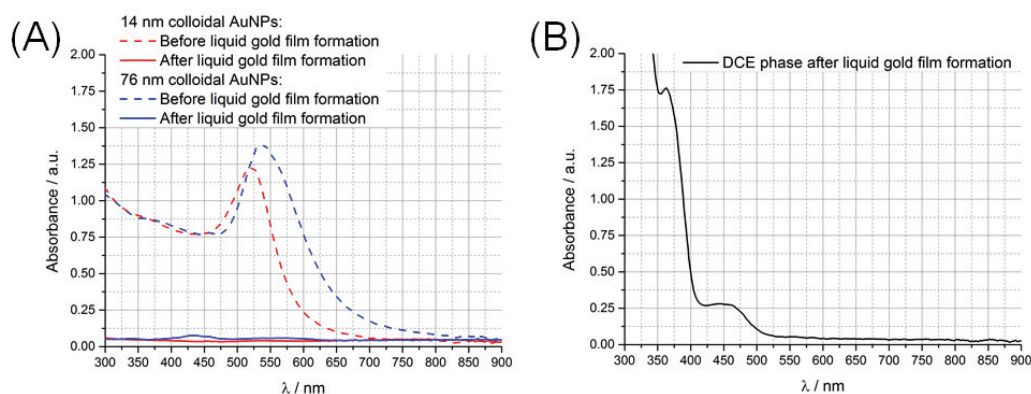 (A)
14 nm colloidal AuNPs:
Before liquid gold film formation
After liquid gold film formation
76 nm colloidal AuNPs:
Before liquid gold film formation
After liquid gold film formation
2.00
1.75
1.50
1.25
1.00
0.75
0.50
0.25
0.00
Absorbance / a.u.
300 350 400 450 500 550 600 650 700 750 800 850 900
λ / nm
(B)
DCE phase after liquid gold film formation
2.00
1.75
1.50
1.25
1.00
0.75
0.50
0.25
0.00
Absorbance / a.u.
300 350 400 450 500 550 600 650 700 750 800 850 900
λ / nm